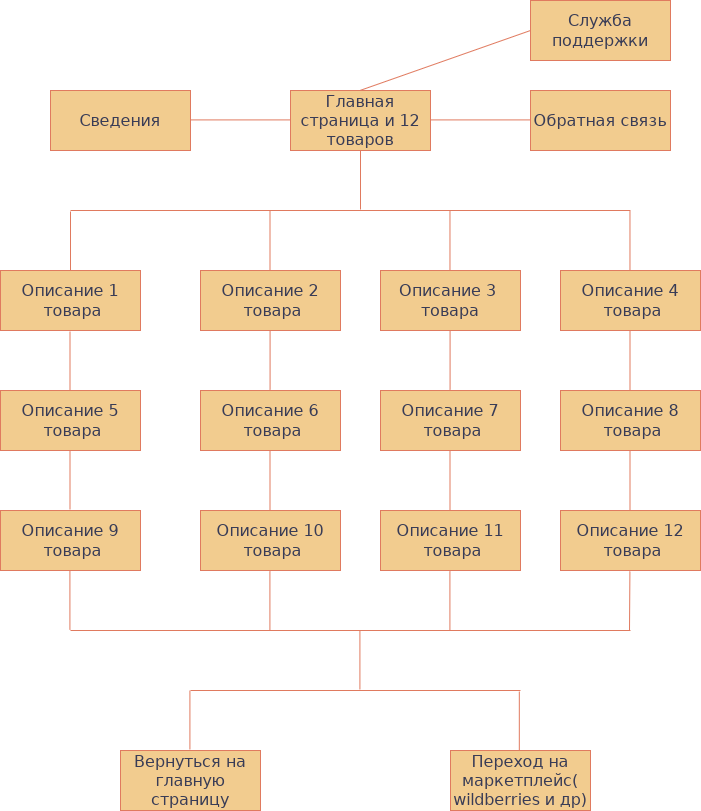 Служба
поддержки
Сведения
Главная
страница и 12
товаров
Обратная связь
Описание 1
товара
Описание 2
товара
Описание 3
товара
Описание 4
товара
Описание 5
товара
Описание 6
товара
Описание 7
товара
Описание 8
товара
Описание 9
товара
Описание 10
товара
Описание 11
товара
Описание 12
товара
Вернуться на
главную
страницу
Переход на
маркетплейс(
wildberries и др)